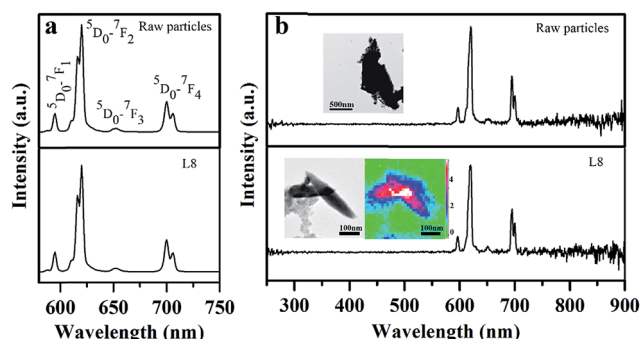 a
Raw particles
⁵D₀-⁷F₁
⁵D₀-⁷F₂
⁵D₀-⁷F₃
⁵D₀-⁷F₄
L8
Intensity (a.u.)
600 650 700 750
Wavelength (nm)
b
Raw particles
500nm
L8
100nm
100nm
4
2
0
Intensity (a.u.)
300 400 500 600 700 800 900
Wavelength (nm)